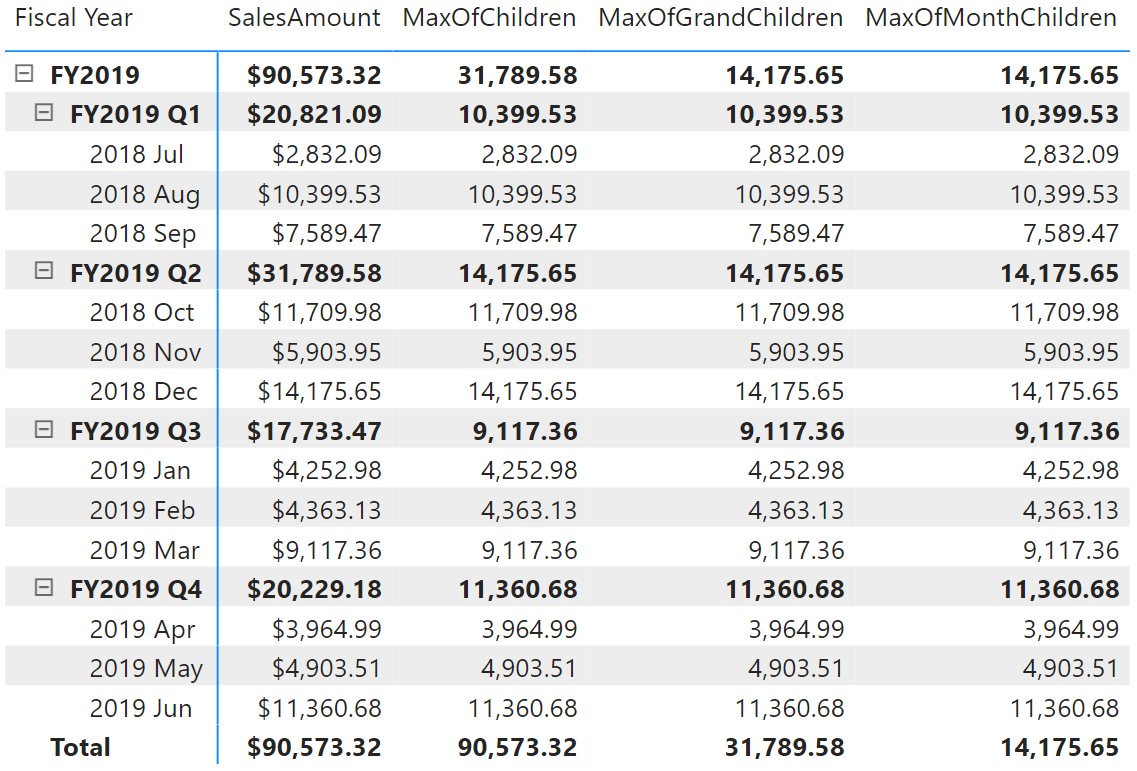 Fiscal Year SalesAmount MaxOfChildren MaxOfGrandChildren MaxOfMonthChildren
FY2019 $90,573.32 31,789.58 14,175.65 14,175.65
FY2019 Q1 $20,821.09 10,399.53 10,399.53 10,399.53
2018 Jul $2,832.09 2,832.09 2,832.09 2,832.09
2018 Aug $10,399.53 10,399.53 10,399.53 10,399.53
2018 Sep $7,589.47 7,589.47 7,589.47 7,589.47
FY2019 Q2 $31,789.58 14,175.65 14,175.65 14,175.65
2018 Oct $11,709.98 11,709.98 11,709.98 11,709.98
2018 Nov $5,903.95 5,903.95 5,903.95 5,903.95
2018 Dec $14,175.65 14,175.65 14,175.65 14,175.65
FY2019 Q3 $17,733.47 9,117.36 9,117.36 9,117.36
2019 Jan $4,252.98 4,252.98 4,252.98 4,252.98
2019 Feb $4,363.13 4,363.13 4,363.13 4,363.13
2019 Mar $9,117.36 9,117.36 9,117.36 9,117.36
FY2019 Q4 $20,229.18 11,360.68 11,360.68 11,360.68
2019 Apr $3,964.99 3,964.99 3,964.99 3,964.99
2019 May $4,903.51 4,903.51 4,903.51 4,903.51
2019 Jun $11,360.68 11,360.68 11,360.68 11,360.68
Total $90,573.32 90,573.32 31,789.58 14,175.65